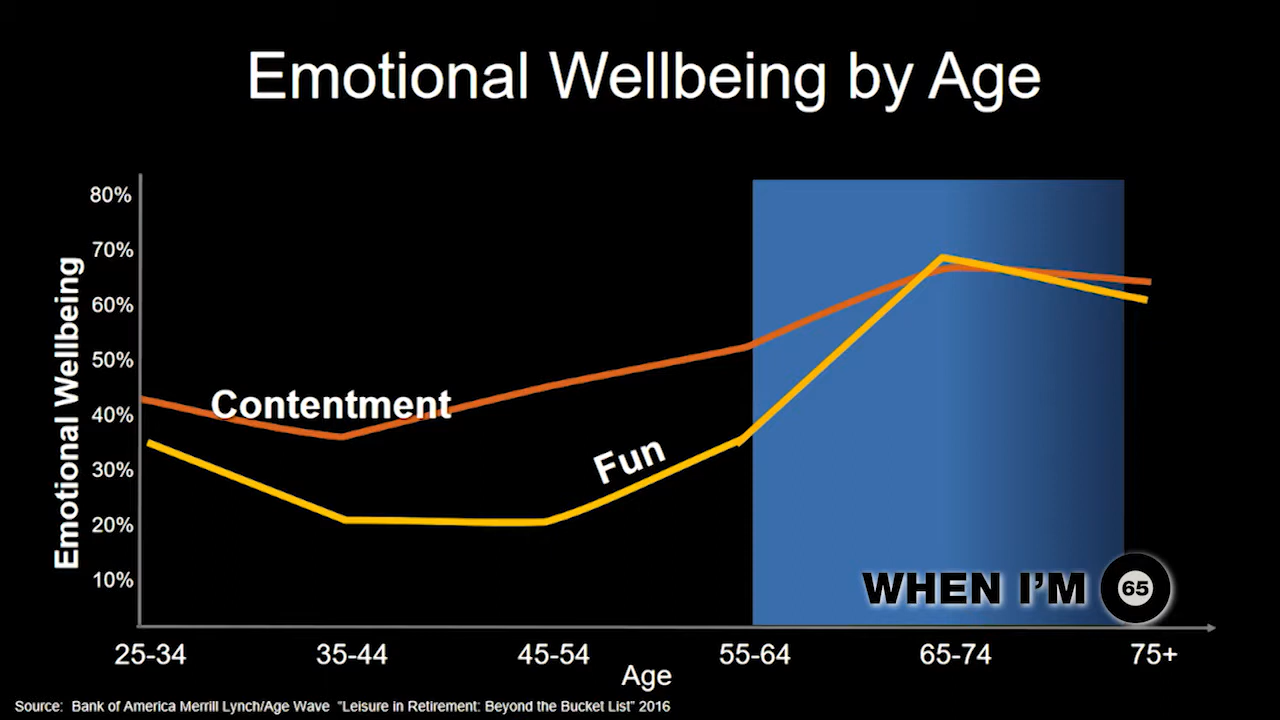 Emotional Wellbeing by Age
80%
70%
60%
50%
40%
30%
20%
10%
Emotional Wellbeing
Contentment
Fun
WHEN I'M 65
25-34 35-44 45-54 55-64 65-74 75+
Age
Source: Bank of America Merrill Lynch/Age Wave "Leisure in Retirement: Beyond the Bucket List" 2016